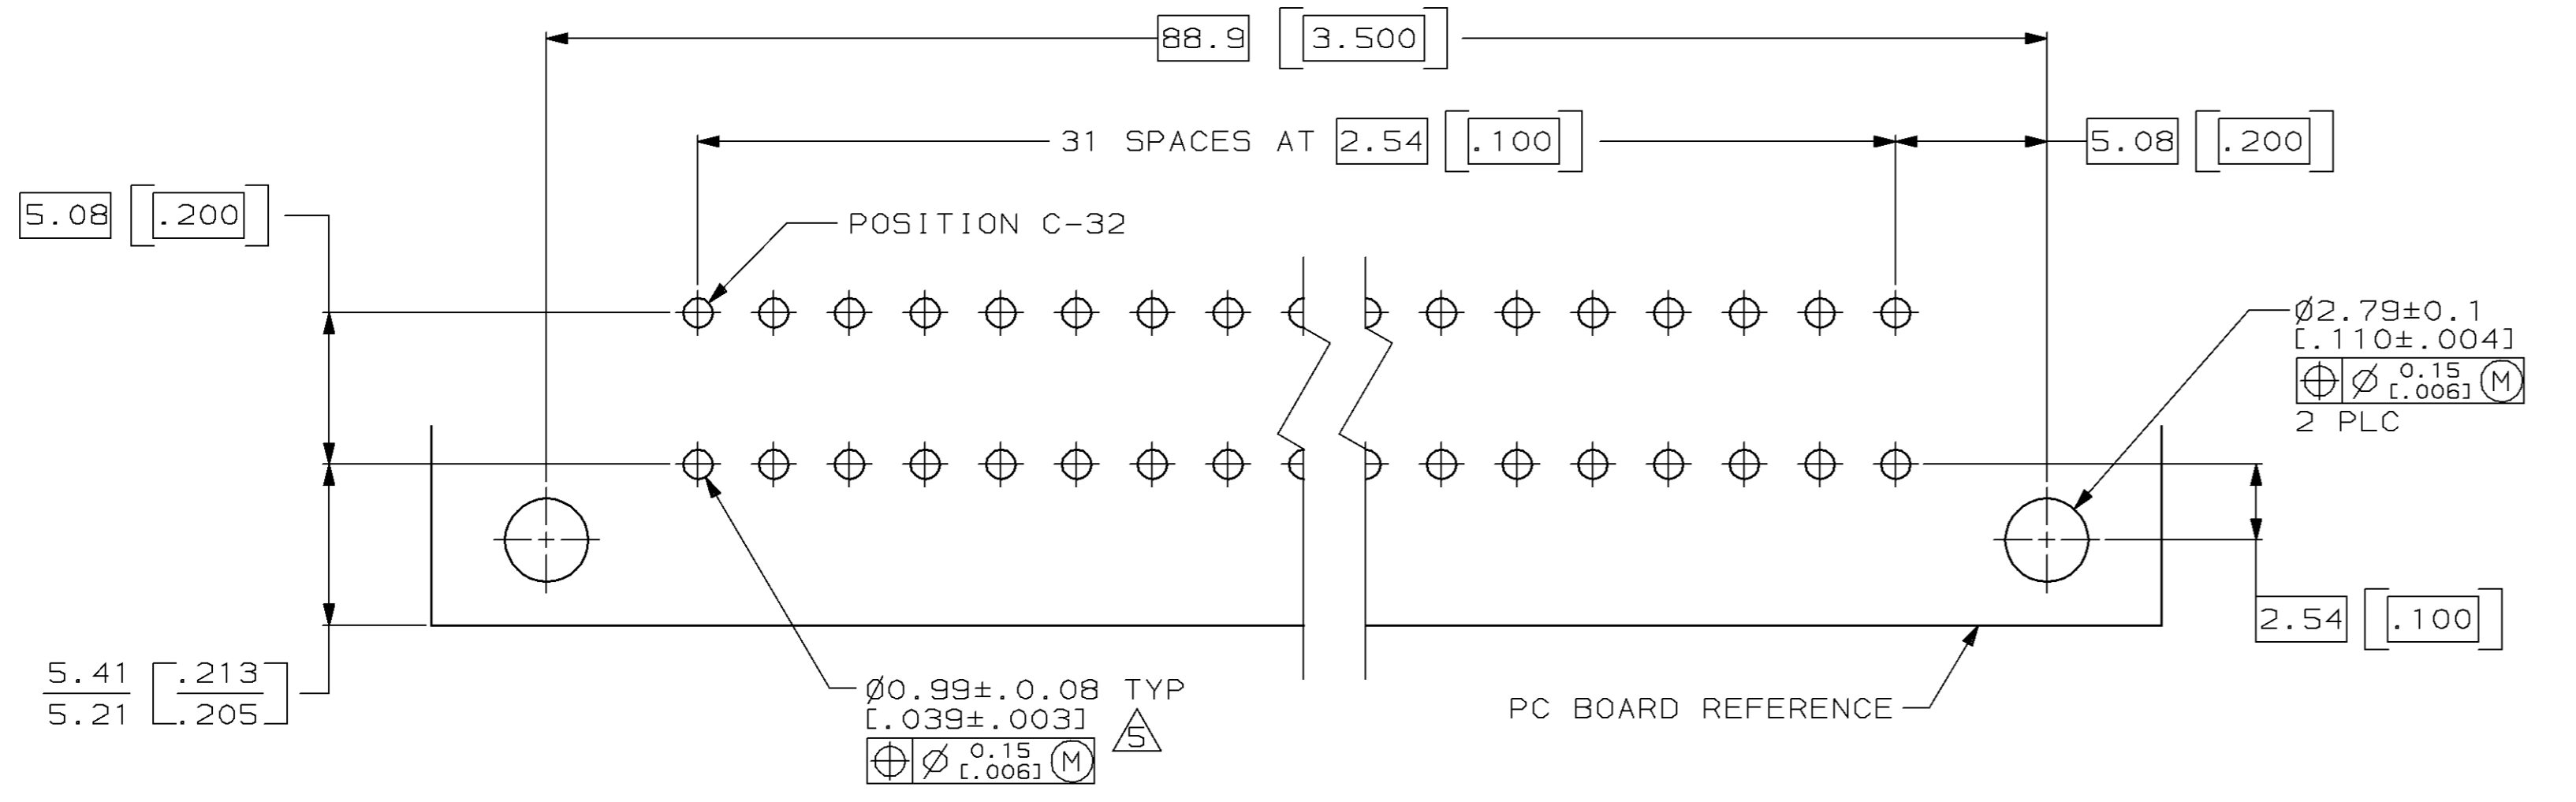 88.9 [3.500]
31 SPACES AT 2.54 [.100]
5.08 [.200]
5.08 [.200]
POSITION C-32
Ø2.79±0.1
[.110±.004]
⌖ Ø 0.15 Ⓜ
[.006]
2 PLC
2.54 [.100]
5.41 [.213
5.21 .205]
Ø0.99±.0.08 TYP
[.039±.003]
5
⌖ Ø 0.15 Ⓜ
[.006]
PC BOARD REFERENCE